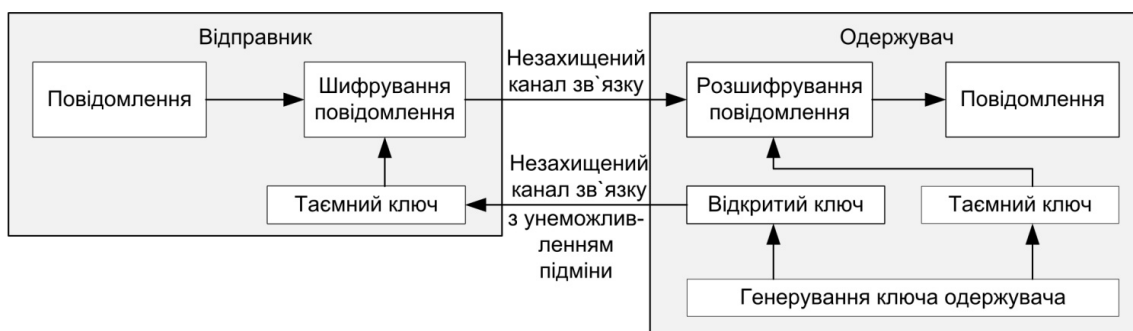 Відправник
Повідомлення
Шифрування
повідомлення
Таємний ключ
Незахищений
канал зв`язку
Незахищений
канал зв`язку
з унеможлив-
ленням
підміни
Одержувач
Розшифрування
повідомлення
Повідомлення
Відкритий ключ
Таємний ключ
Генерування ключа одержувача